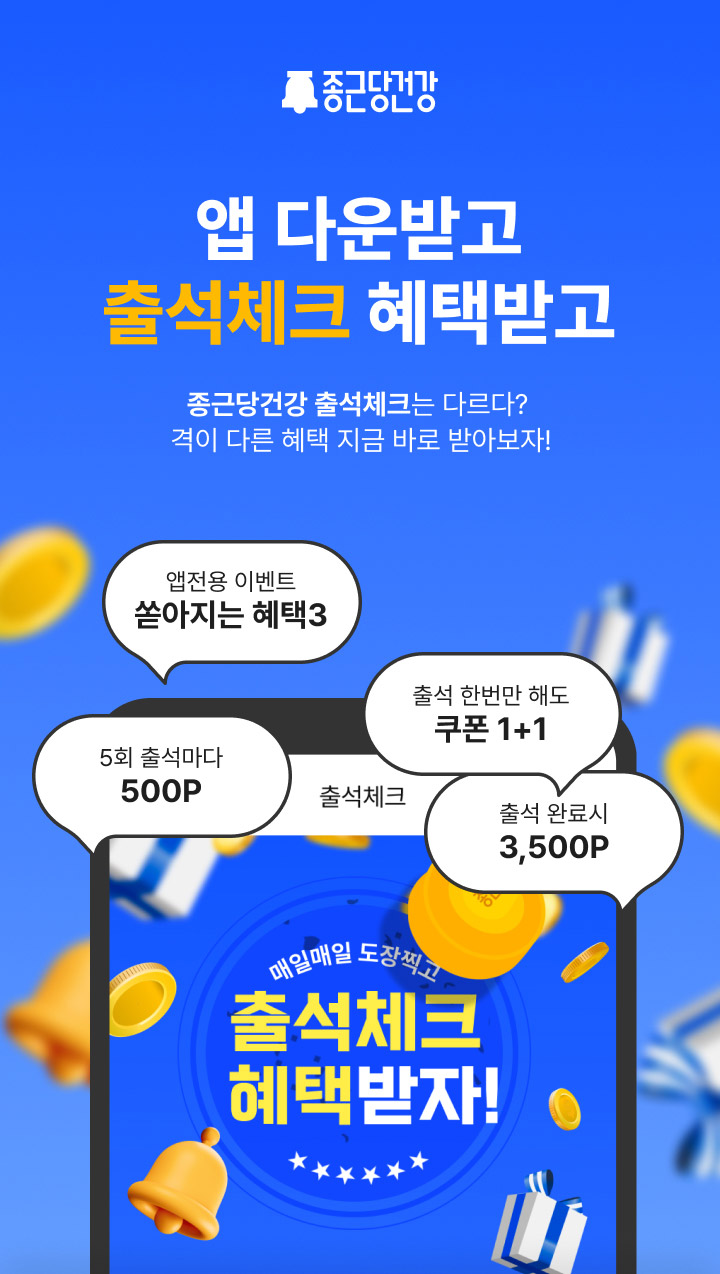 종근당건강
앱 다운받고
출석체크 혜택받고
종근당건강 출석체크는 다르다?
격이 다른 혜택 지금 바로 받아보자!
앱전용 이벤트
쏟아지는 혜택3
출석 한번만 해도
쿠폰 1+1
5회 출석마다
500P
출석체크
출석 완료시
3,500P
매일매일 도장찍고
출석체크
혜택받자!